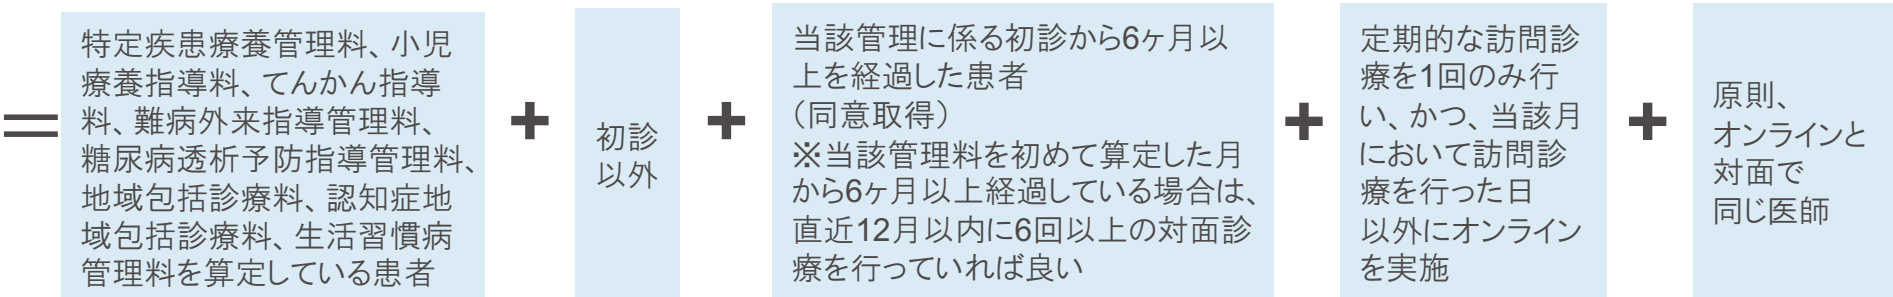 ＝
特定疾患療養管理料、小児
療養指導料、てんかん指導
料、難病外来指導管理料、
糖尿病透析予防指導管理料、
地域包括診療料、認知症地
域包括診療料、生活習慣病
管理料を算定している患者
+
初診
以外
+
当該管理に係る初診から6ヶ月以
上を経過した患者
（同意取得）
※当該管理料を初めて算定した月
から6ヶ月以上経過している場合は、
直近12月以内に6回以上の対面診
療を行っていれば良い
+
定期的な訪問診
療を1回のみ行
い、かつ、当該月
において訪問診
療を行った日
以外にオンライン
を実施
+
原則、
オンラインと
対面で
同じ医師